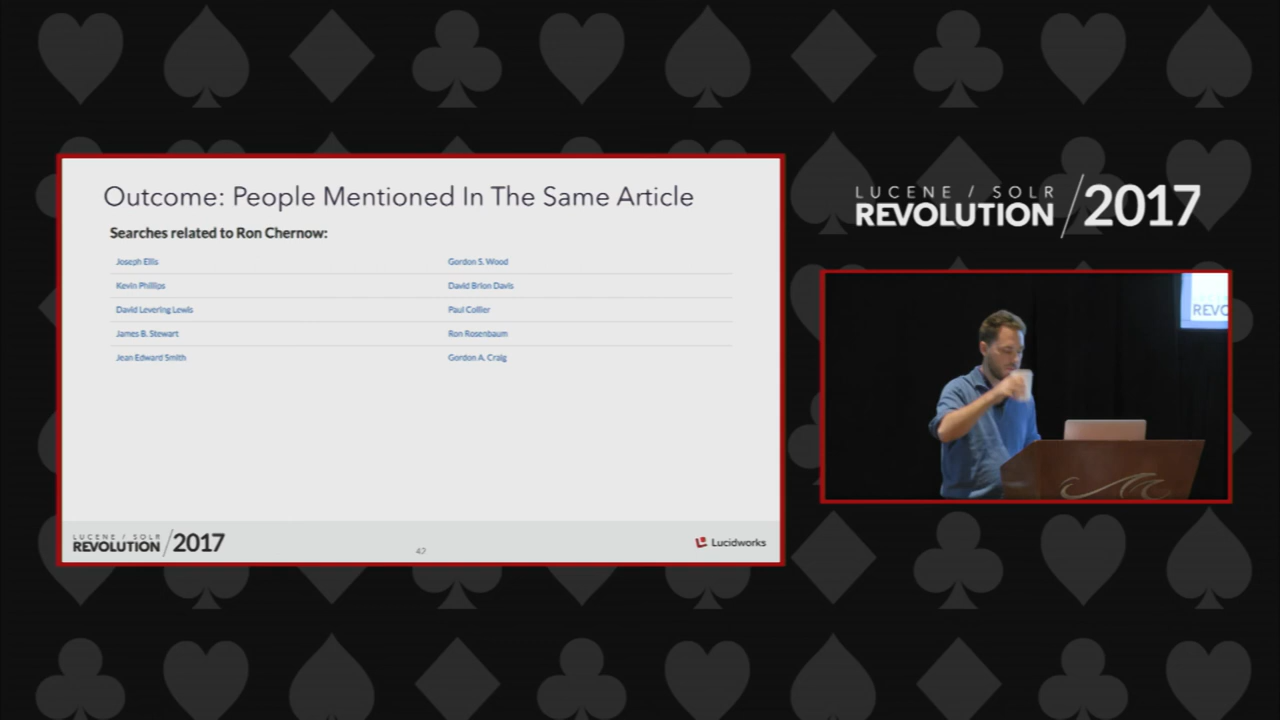 Outcome: People Mentioned In The Same Article
Searches related to Ron Chernow:
Joseph Ellis
Gordon S. Wood
Kevin Phillips
David Brion Davis
David Levering Lewis
Paul Collier
James B. Stewart
Ron Rosenbaum
Jean Edward Smith
Gordon A. Craig
LUCENE / SOLR
REVOLUTION / 2017
42
Lucidworks
LUCENE / SOLR
REVOLUTION / 2017
REVO